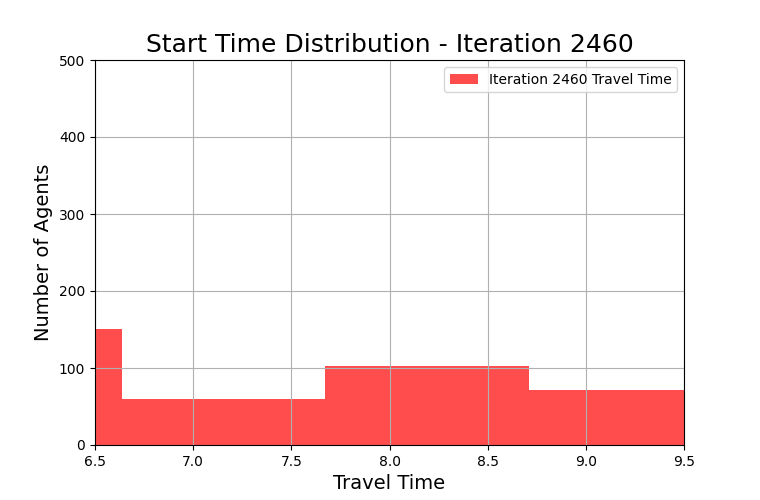 Start Time Distribution - Iteration 2460
500
Iteration 2460 Travel Time
400
300
200
100
0
Number of Agents
6.5 7.0 7.5 8.0 8.5 9.0 9.5
Travel Time